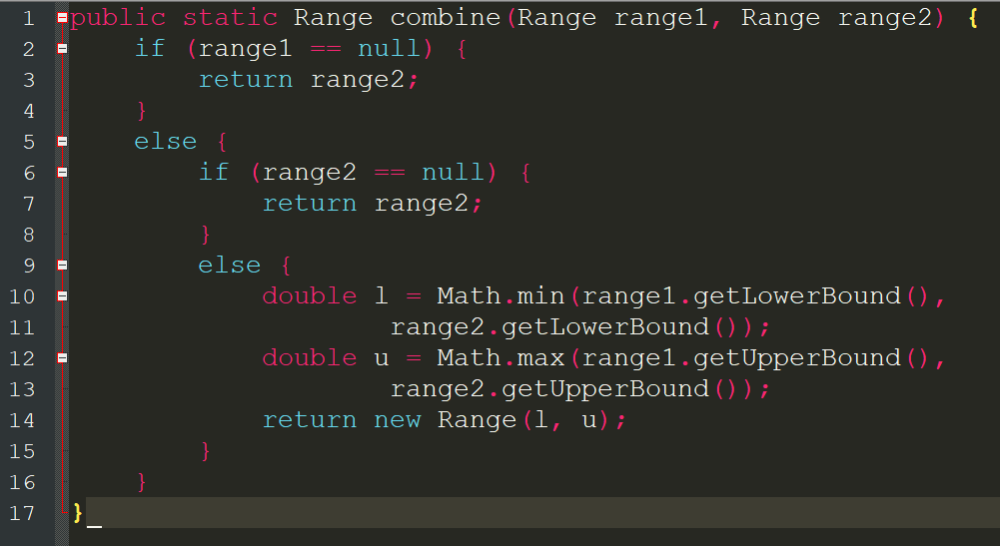 1 public static Range combine(Range range1, Range range2) {
2     if (range1 == null) {
3         return range2;
4     }
5     else {
6         if (range2 == null) {
7             return range2;
8         }
9         else {
10             double l = Math.min(range1.getLowerBound(),
11                     range2.getLowerBound());
12             double u = Math.max(range1.getUpperBound(),
13                     range2.getUpperBound());
14             return new Range(l, u);
15         }
16     }
17 }